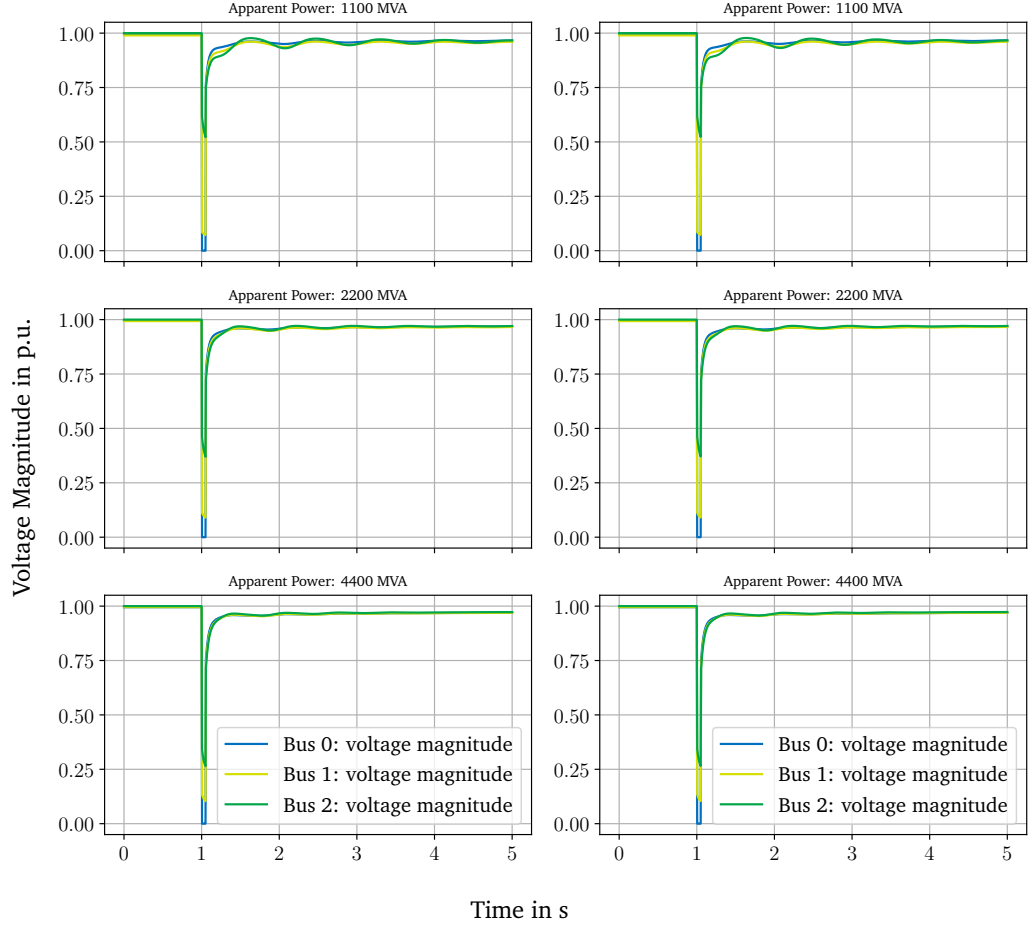 Apparent Power: 1100 MVA
1.00
0.75
0.50
0.25
0.00
Apparent Power: 1100 MVA
1.00
0.75
0.50
0.25
0.00
Apparent Power: 2200 MVA
1.00
0.75
0.50
0.25
0.00
Apparent Power: 2200 MVA
1.00
0.75
0.50
0.25
0.00
Voltage Magnitude in p.u.
Apparent Power: 4400 MVA
1.00
0.75
0.50
0.25
0.00
Bus 0: voltage magnitude
Bus 1: voltage magnitude
Bus 2: voltage magnitude
0 1 2 3 4 5
Apparent Power: 4400 MVA
1.00
0.75
0.50
0.25
0.00
Bus 0: voltage magnitude
Bus 1: voltage magnitude
Bus 2: voltage magnitude
0 1 2 3 4 5
Time in s